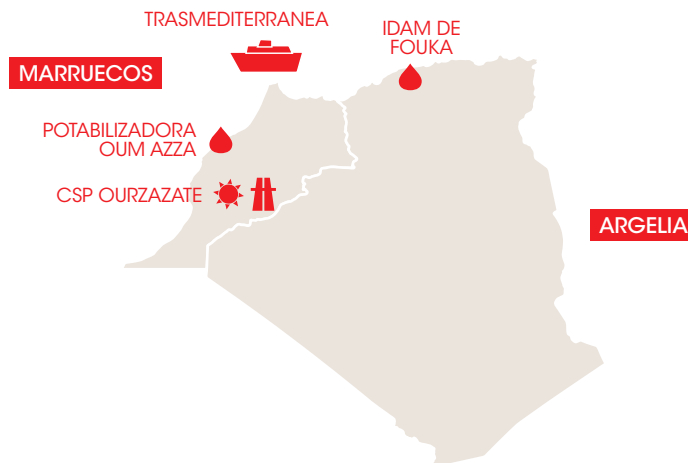 TRASMEDITERRANEA
IDAM DE
FOUKA
MARRUECOS
POTABILIZADORA
OUM AZZA
CSP OURZAZATE
ARGELIA